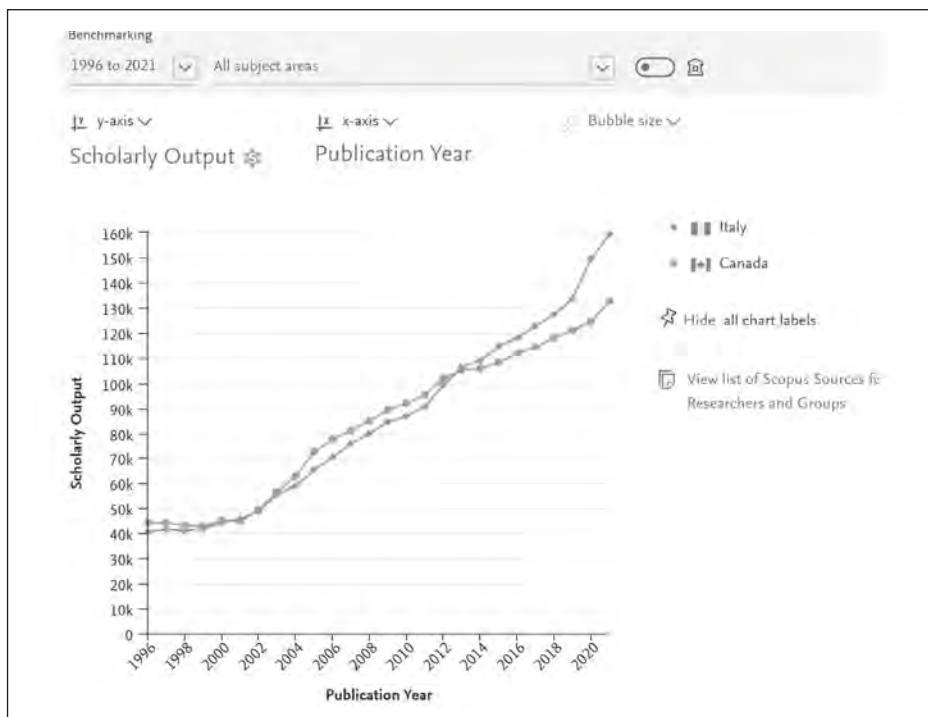 Benchmarking
1996 to 2021 All subject areas
y-axis x-axis Bubble size
Scholarly Output Publication Year
Italy
Canada
Hide all chart labels
View list of Scopus Sources fo
Researchers and Groups
Scholarly Output
160k
150k
140k
130k
120k
110k
100k
90k
80k
70k
60k
50k
40k
30k
20k
10k
0
1996 1998 2000 2002 2004 2006 2008 2010 2012 2014 2016 2018 2020
Publication Year